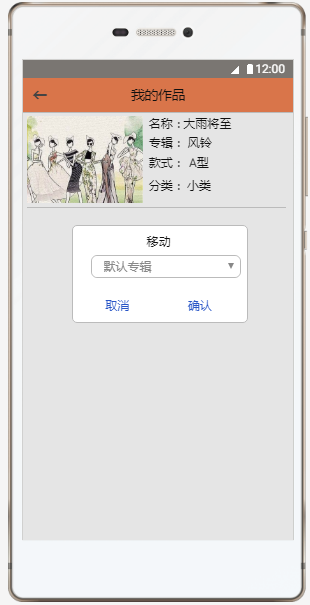 12:00
我的作品
名称：大雨将至
专辑： 风铃
款式： A型
分类： 小类
移动
默认专辑
取消 确认